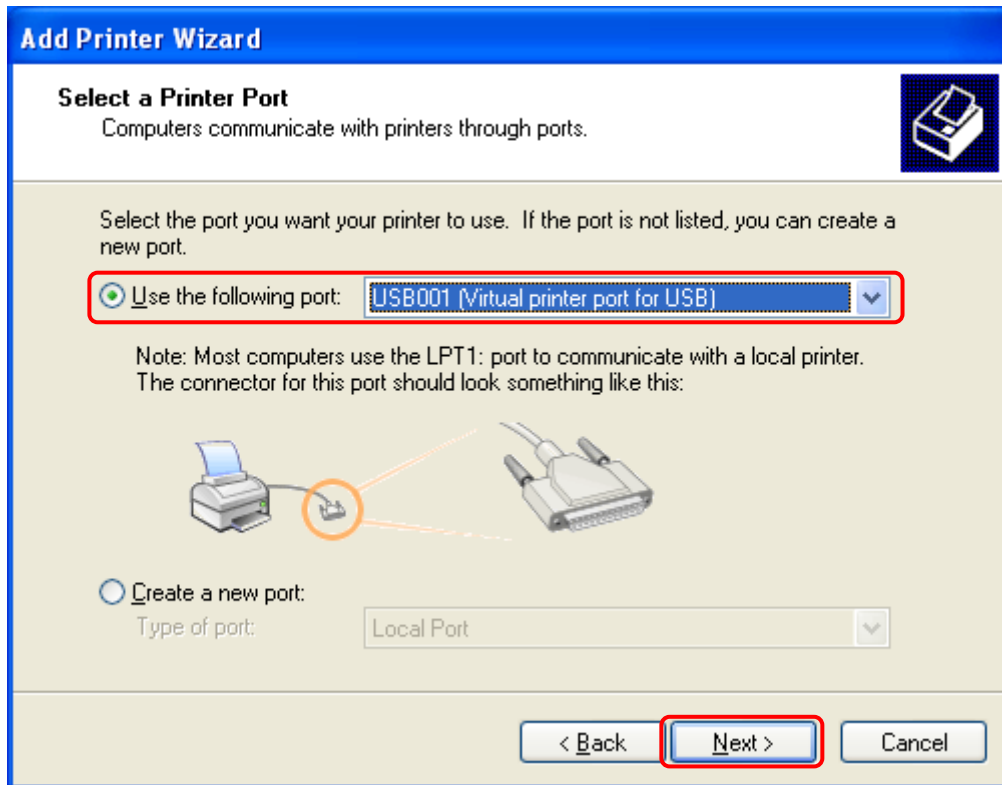 Add Printer Wizard
Select a Printer Port
Computers communicate with printers through ports.
Select the port you want your printer to use.  If the port is not listed, you can create a
new port.
Use the following port: USB001 (Virtual printer port for USB)
Note: Most computers use the LPT1: port to communicate with a local printer.
The connector for this port should look something like this:
Create a new port:
Type of port: Local Port
< Back Next > Cancel